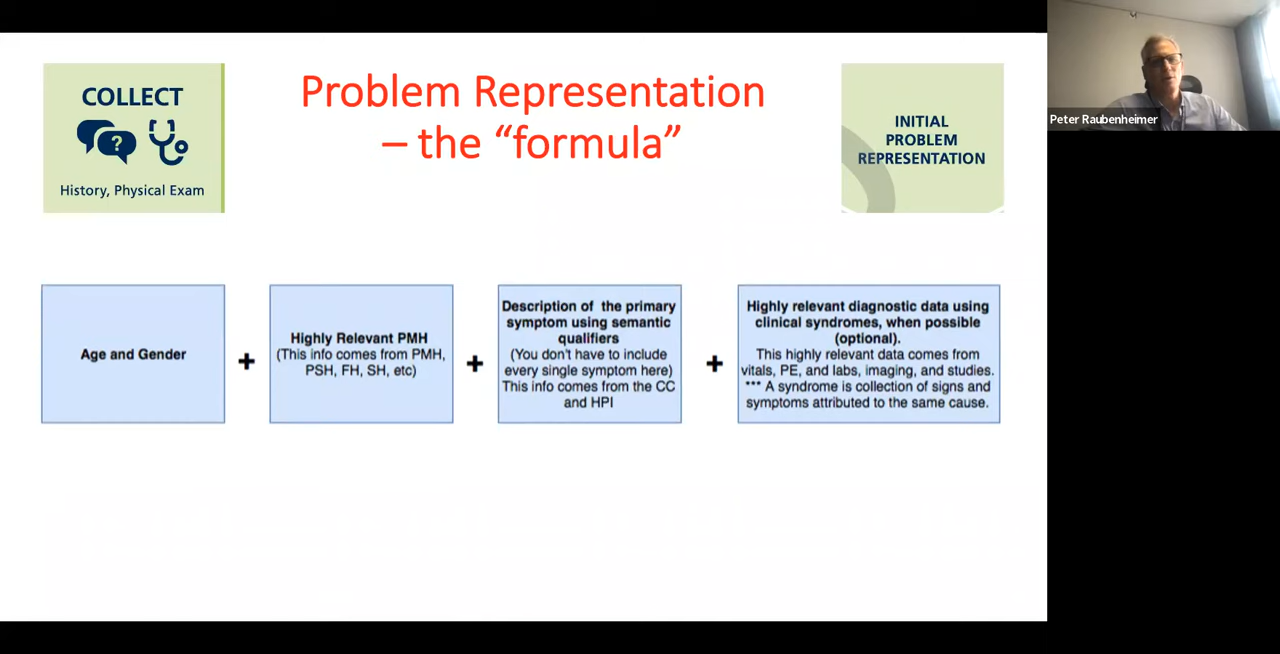 COLLECT
?
History, Physical Exam
Problem Representation
– the “formula”
INITIAL
PROBLEM
REPRESENTATION
Peter Raubenheimer
Age and Gender
+
Highly Relevant PMH
(This info comes from PMH,
PSH, FH, SH, etc)
+
Description of the primary
symptom using semantic
qualifiers
(You don't have to include
every single symptom here)
This info comes from the CC
and HPI
+
Highly relevant diagnostic data using
clinical syndromes, when possible
(optional).
This highly relevant data comes from
vitals, PE, and labs, imaging, and studies.
*** A syndrome is collection of signs and
symptoms attributed to the same cause.